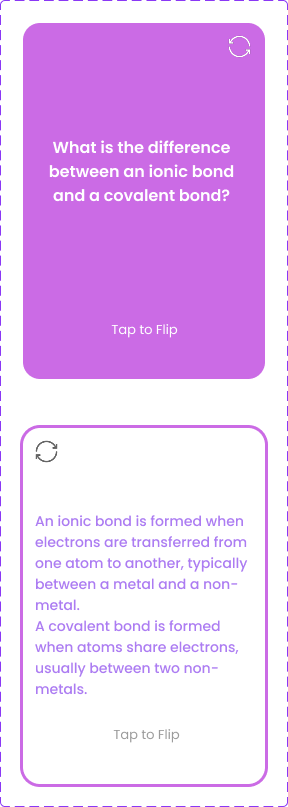 What is the difference
between an ionic bond
and a covalent bond?
Tap to Flip
An ionic bond is formed when
electrons are transferred from
one atom to another, typically
between a metal and a non-
metal.
A covalent bond is formed
when atoms share electrons,
usually between two non-
metals.
Tap to Flip